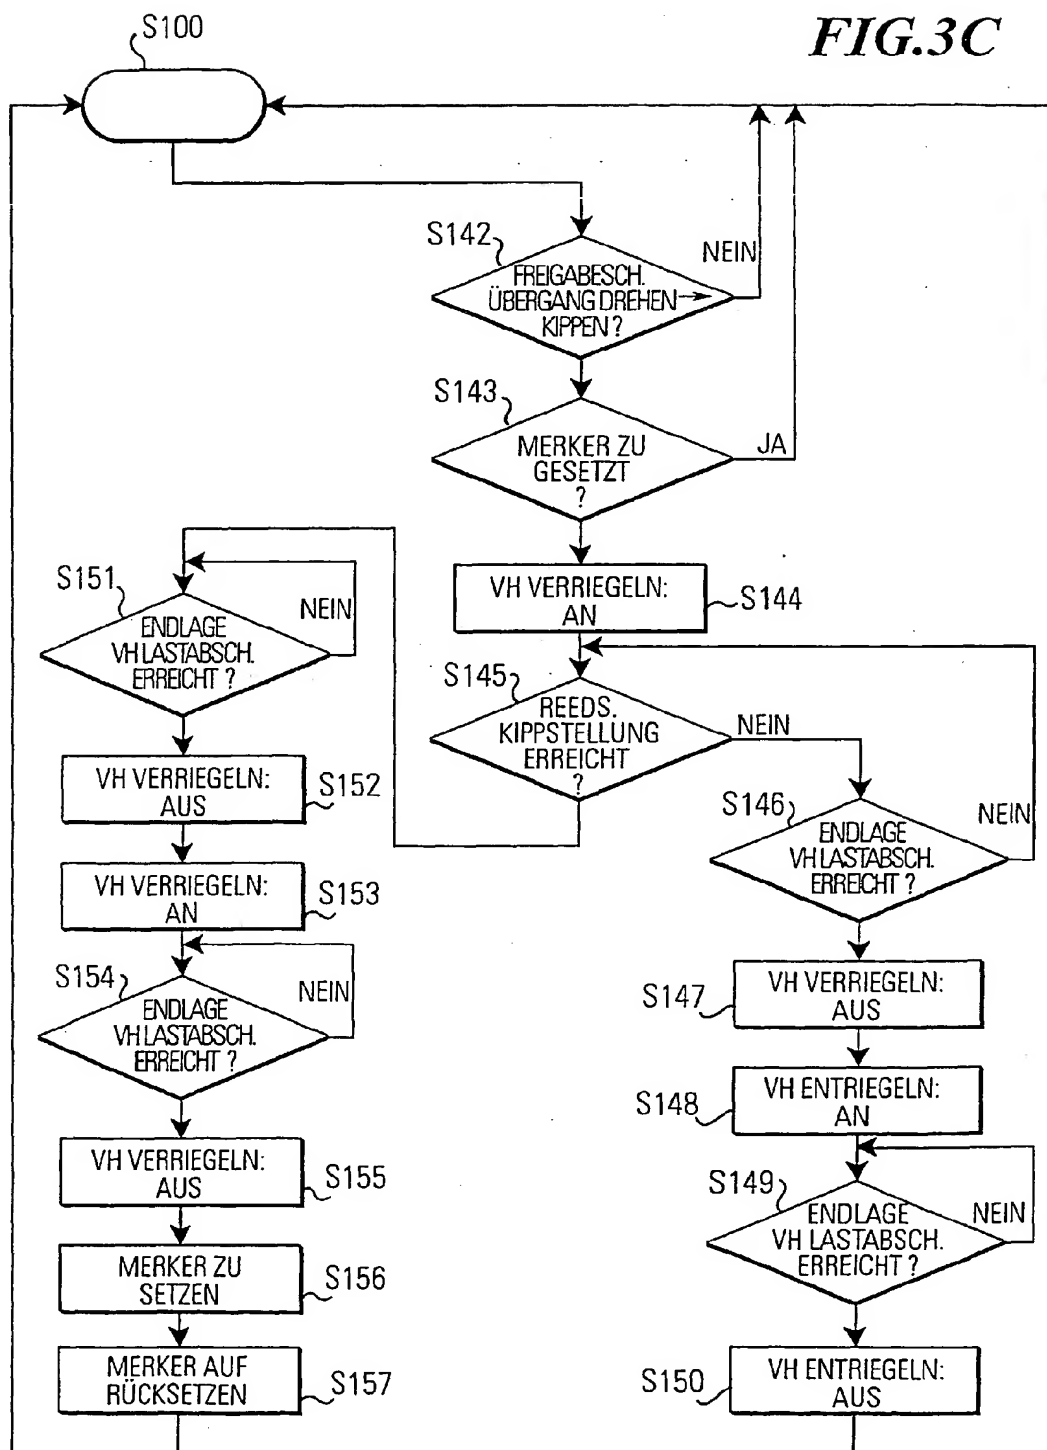 FIG.3C
S100
S142
FREIGABESCH.
ÜBERGANG DREHEN→
KIPPEN ?
NEIN
S143
MERKER ZU
GESETZT
?
JA
VH VERRIEGELN:
AN
S144
S145
REEDS.
KIPPSTELLUNG
ERREICHT
?
NEIN
S146
ENDLAGE
VH LASTABSCH.
ERREICHT ?
NEIN
S147
VH VERRIEGELN:
AUS
S148
VH ENTRIEGELN:
AN
S149
ENDLAGE
VH LASTABSCH.
ERREICHT ?
NEIN
S150
VH ENTRIEGELN:
AUS
S151
ENDLAGE
VH LASTABSCH.
ERREICHT ?
NEIN
VH VERRIEGELN:
AUS
S152
VH VERRIEGELN:
AN
S153
S154
ENDLAGE
VH LASTABSCH.
ERREICHT ?
NEIN
VH VERRIEGELN:
AUS
S155
MERKER ZU
SETZEN
S156
MERKER AUF
RÜCKSETZEN
S157